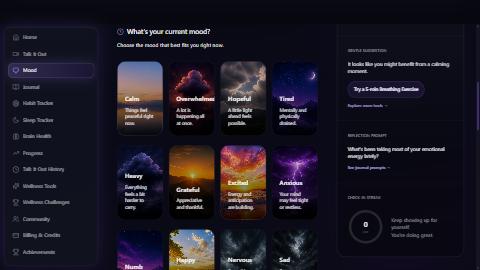 Home
Talk It Out
Mood
Journal
Habit Tracker
Sleep Tracker
Brain Health
Progress
Talk It Out History
Wellness Tools
Wellness Challenges
Community
Billing & Credits
Achievements
What's your current mood?
Choose the mood that best fits you right now.
Calm
Things feel
peaceful right
now.
Overwhelmed
A lot is
happening all
at once.
Hopeful
A little light
ahead feels
possible.
Tired
Mentally and
physically
drained.
Heavy
Everything
feels a bit
harder to
carry.
Grateful
Appreciative
and thankful.
Excited
Energy and
anticipation
are building.
Anxious
Your mind
may feel tight
or restless.
Numb
Happy
Nervous
Sad
GENTLE SUGGESTION
It looks like you might benefit from a calming
moment.
Try a 5-min Breathing Exercise
Explore more tools →
REFLECTION PROMPT
What's been taking most of your emotional
energy lately?
See journal prompts →
CHECK-IN STREAK
0
Keep showing up for
yourself!
You're doing great.